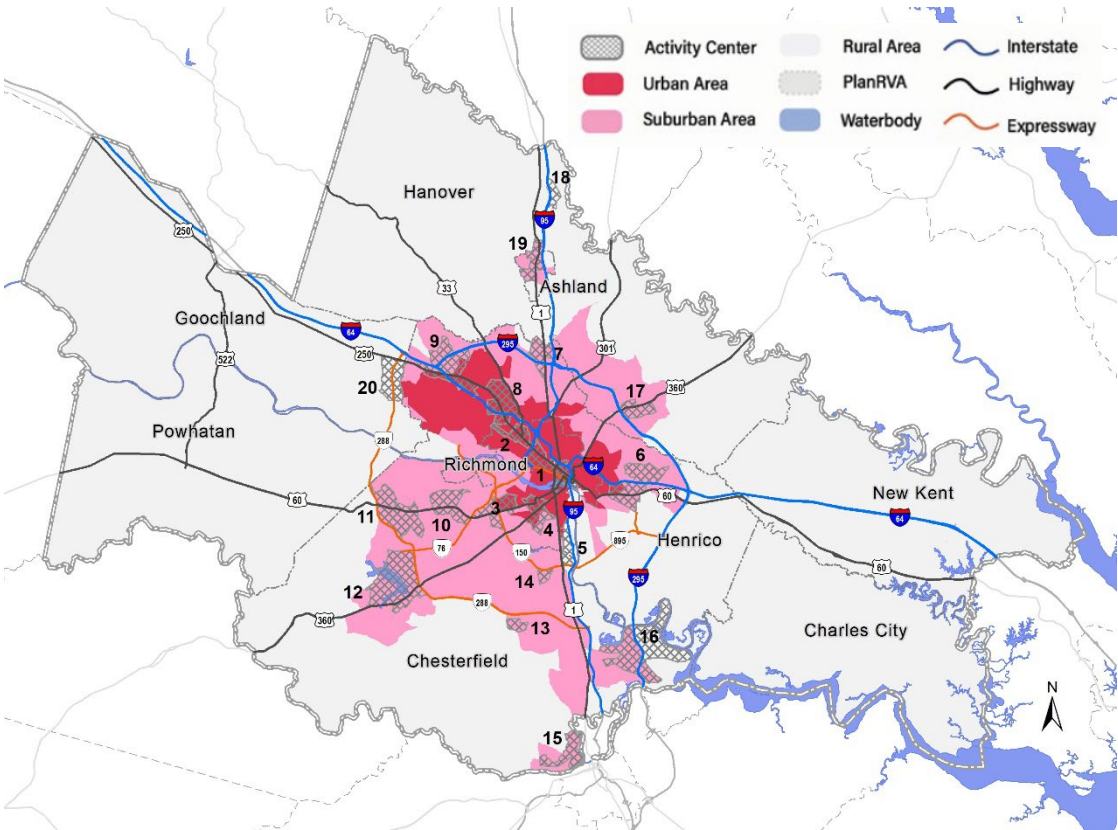 Activity Center
Rural Area
Interstate
Urban Area
PlanRVA
Highway
Suburban Area
Waterbody
Expressway
18
Hanover
95
250
19
33
Ashland
1
Goochland
64
9
295
7
301
250
522
20
8
17
360
Powhatan
288
2
Richmond
1
64
6
60
New Kent
60
11
10
3
95
64
4
76
5
895
Henrico
150
60
12
14
295
288
1
360
13
16
Charles City
Chesterfield
N
15